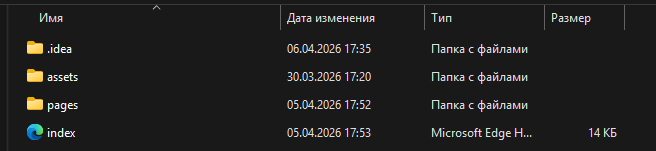 Имя Дата изменения Тип Размер
.idea 06.04.2026 17:35 Папка с файлами
assets 30.03.2026 17:20 Папка с файлами
pages 05.04.2026 17:52 Папка с файлами
index 05.04.2026 17:53 Microsoft Edge H... 14 КБ